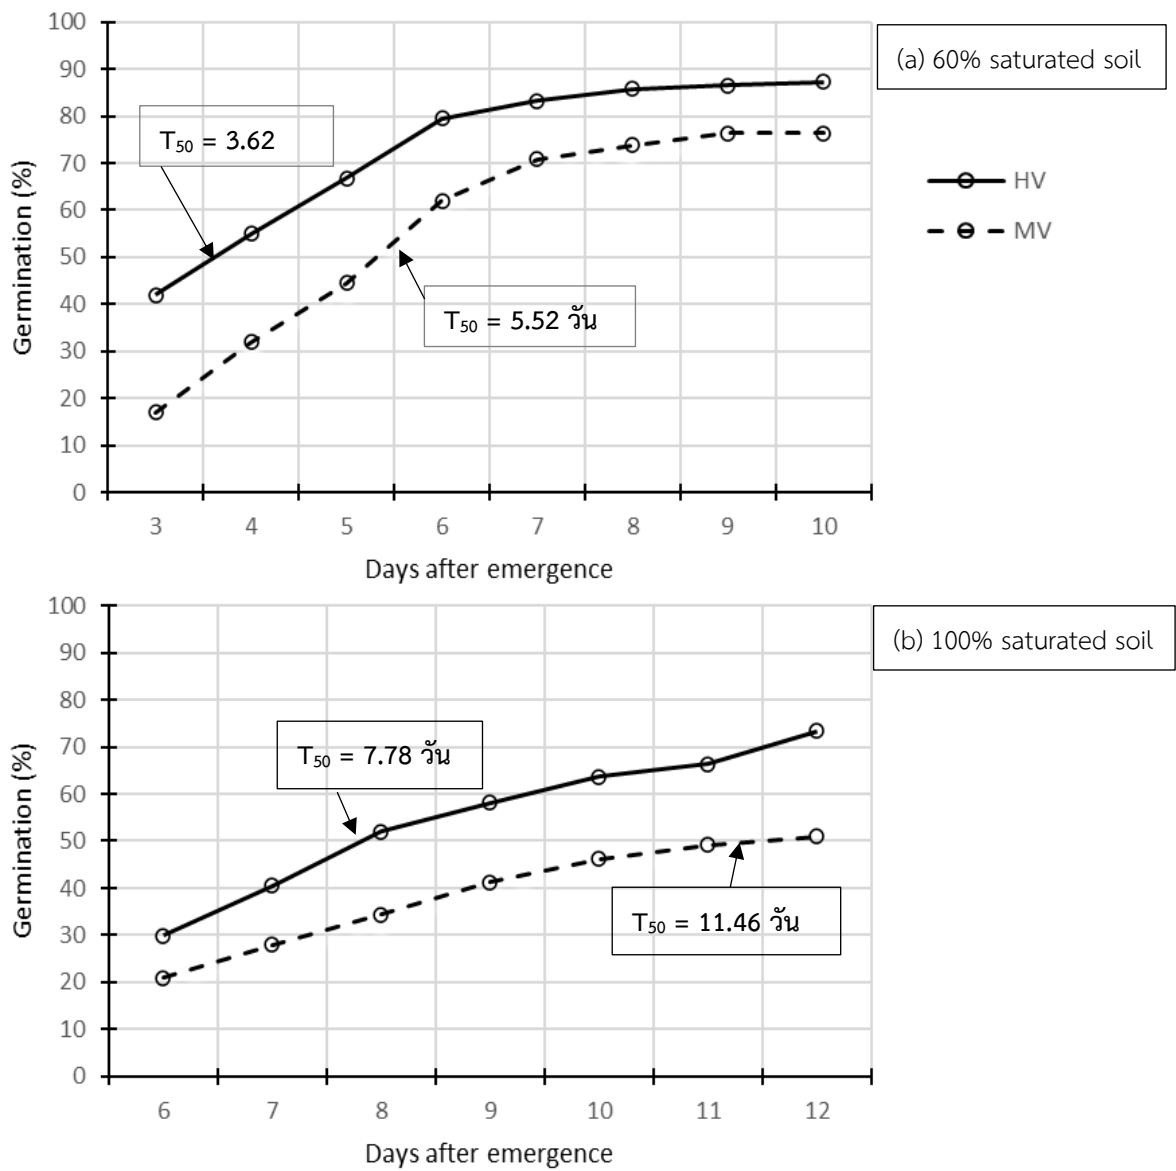 100
90
80
70
60
50
40
30
20
10
0
Germination (%)
T₅₀ = 3.62
T₅₀ = 5.52 วัน
(a) 60% saturated soil
HV
MV
3 4 5 6 7 8 9 10
Days after emergence
100
90
80
70
60
50
40
30
20
10
0
Germination (%)
T₅₀ = 7.78 วัน
T₅₀ = 11.46 วัน
(b) 100% saturated soil
6 7 8 9 10 11 12
Days after emergence